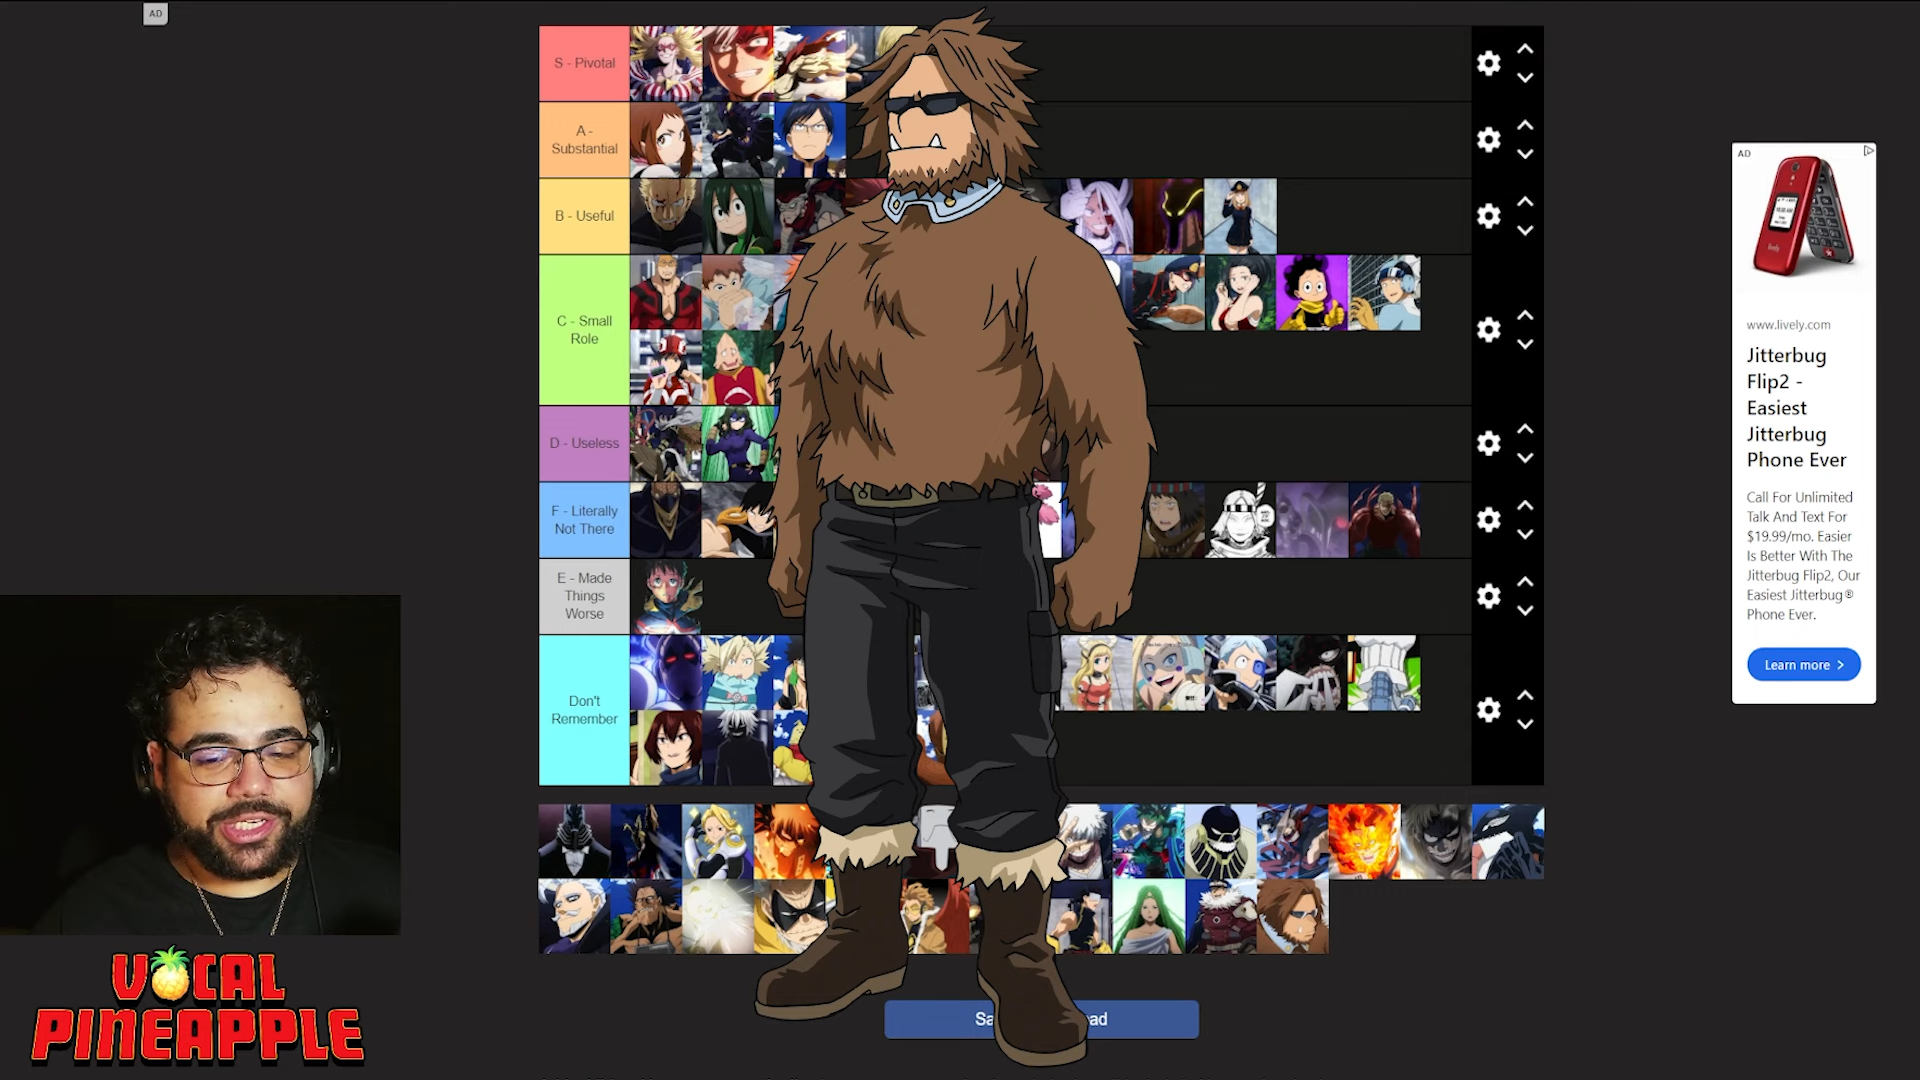 AD
S - Pivotal
A -
Substantial
B - Useful
C - Small
Role
D - Useless
F - Literally
Not There
E - Made
Things
Worse
Don't
Remember
AD
www.lively.com
Jitterbug
Flip2 -
Easiest
Jitterbug
Phone Ever
Call For Unlimited
Talk And Text For
$19.99/mo. Easier
Is Better With The
Jitterbug Flip2, Our
Easiest Jitterbug®
Phone Ever.
Learn more >
VOCAL
PINEAPPLE